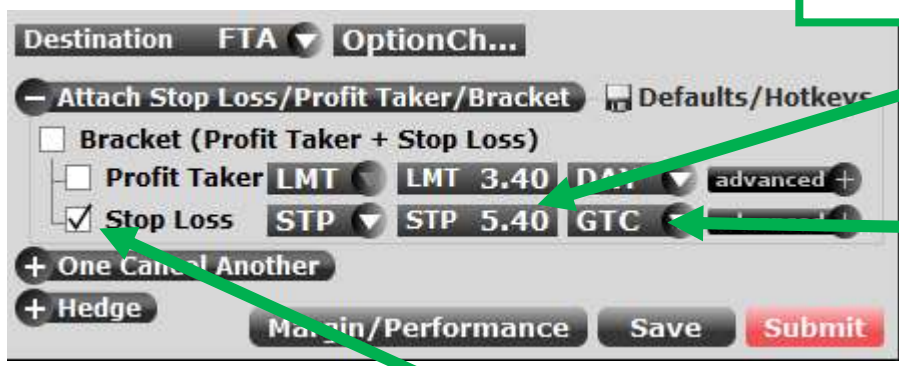 Destination FTA OptionCh...
Attach Stop Loss/Profit Taker/Bracket Defaults/Hotkeys
Bracket (Profit Taker + Stop Loss)
Profit Taker LMT LMT 3.40 DAY advanced +
Stop Loss STP STP 5.40 GTC
+ One Cancel Another
+ Hedge
Margin/Performance Save Submit